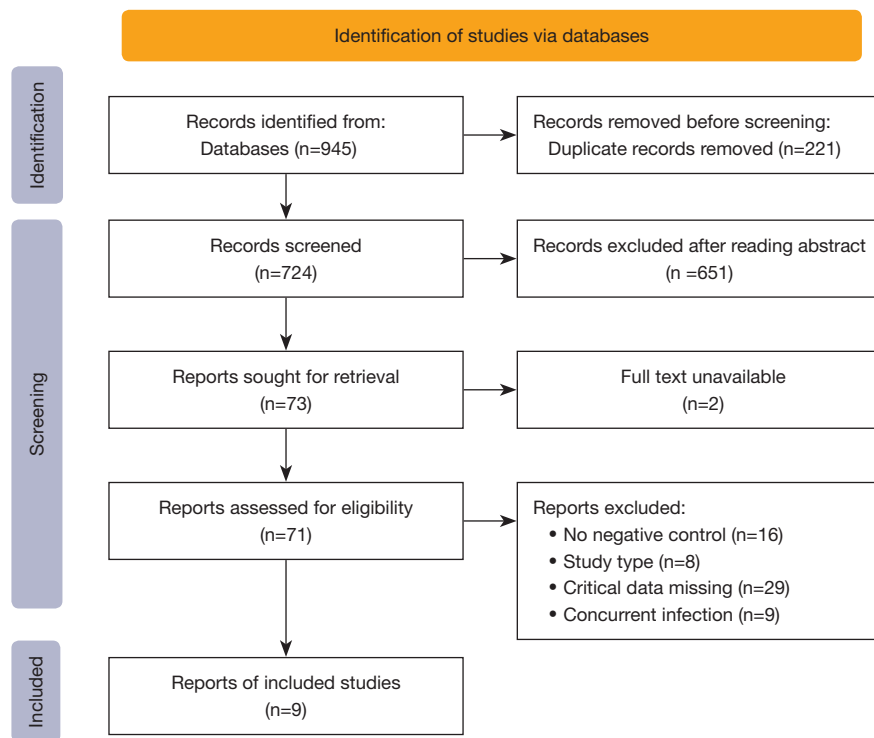 Identification of studies via databases
Identification
Records identified from:
Databases (n=945)
Records removed before screening:
Duplicate records removed (n=221)
Screening
Records screened
(n=724)
Records excluded after reading abstract
(n =651)
Reports sought for retrieval
(n=73)
Full text unavailable
(n=2)
Reports assessed for eligibility
(n=71)
Reports excluded:
• No negative control (n=16)
• Study type (n=8)
• Critical data missing (n=29)
• Concurrent infection (n=9)
Included
Reports of included studies
(n=9)